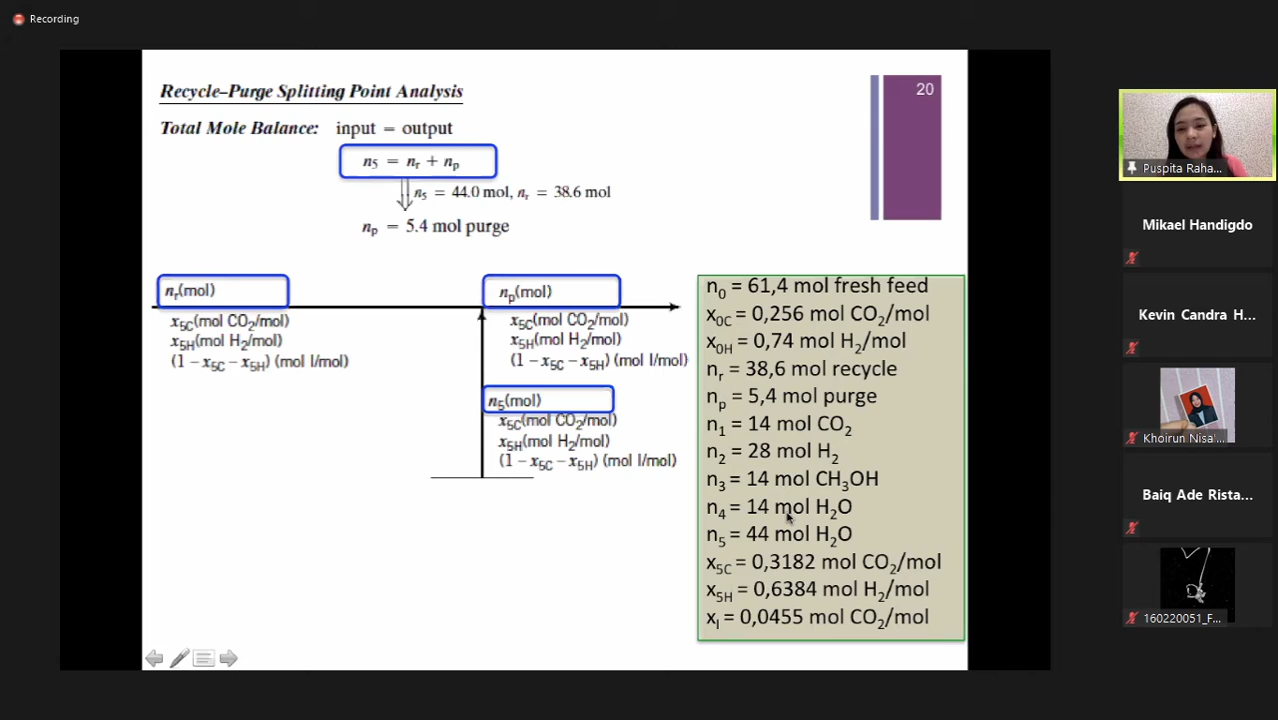 Recording
Recycle–Purge Splitting Point Analysis
20
Total Mole Balance: input = output
n5 = nr + np
n5 = 44.0 mol, nr = 38.6 mol
np = 5.4 mol purge
nr(mol)
x5C(mol CO2/mol)
x5H(mol H2/mol)
(1 – x5C – x5H) (mol I/mol)
np(mol)
x5C(mol CO2/mol)
x5H(mol H2/mol)
(1 – x5C – x5H) (mol I/mol)
n5(mol)
x5C(mol CO2/mol)
x5H(mol H2/mol)
(1 – x5C – x5H) (mol I/mol)
n0 = 61,4 mol fresh feed
x0C = 0,256 mol CO2/mol
x0H = 0,74 mol H2/mol
nr = 38,6 mol recycle
np = 5,4 mol purge
n1 = 14 mol CO2
n2 = 28 mol H2
n3 = 14 mol CH3OH
n4 = 14 mol H2O
n5 = 44 mol H2O
x5C = 0,3182 mol CO2/mol
x5H = 0,6384 mol H2/mol
xI = 0,0455 mol CO2/mol
Puspita Raha...
Mikael Handigdo
Kevin Candra H...
Khoirun Nisa'...
Baiq Ade Rista...
160220051_F...